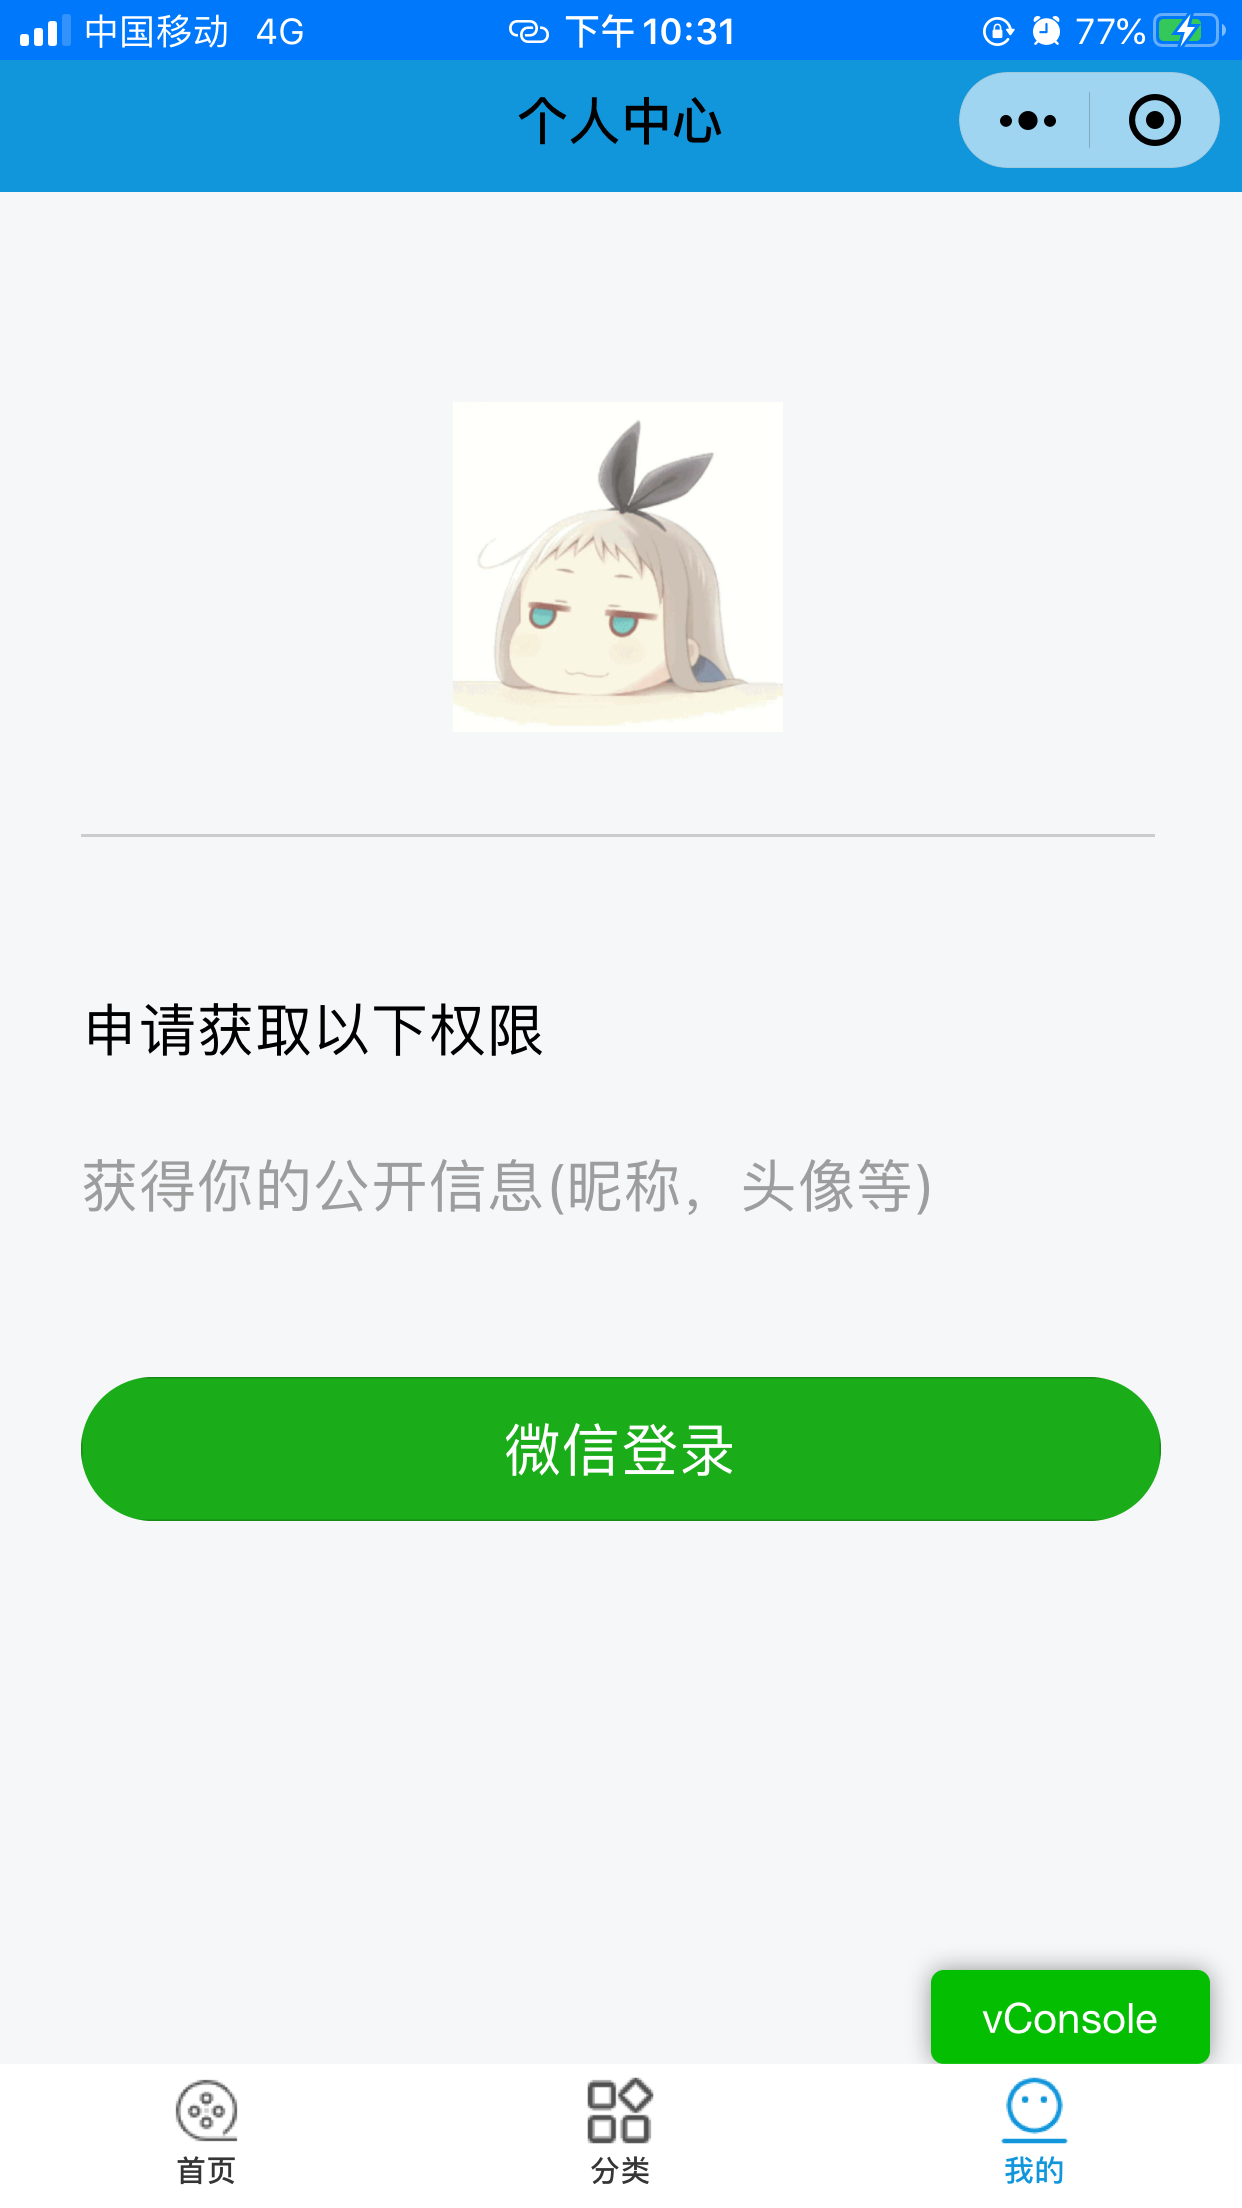 中国移动 4G 下午10:31 77%
个人中心
申请获取以下权限
获得你的公开信息(昵称，头像等)
微信登录
vConsole
首页 分类 我的